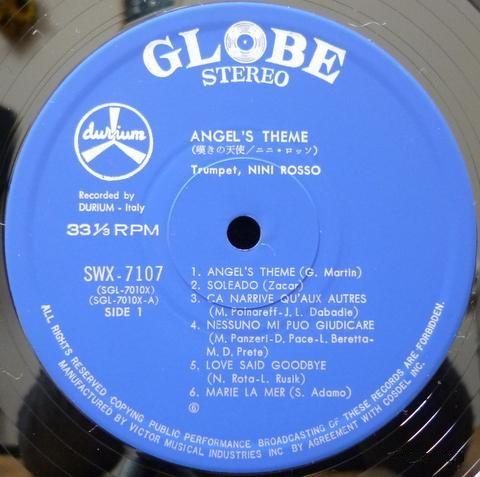 GLOBE
STEREO
durium
ANGEL'S THEME
(嘆きの天使/ニニ・ロッソ)
Trumpet, NINI ROSSO
Recorded by
DURIUM - Italy
33⅓ RPM
SWX-7107
(SGL-7010X)
(SGL-7010X-A)
SIDE 1
1. ANGEL'S THEME (G. Martin)
2. SOLEADO (Zacar)
3. ÇA NARRIVE QU'AUX AUTRES
(M. Polnareff-J. L. Dabadie)
4. NESSUNO MI PUO GIUDICARE
(M. Panzeri-D. Pace-L. Beretta-
M. D. Prete)
5. LOVE SAID GOODBYE
(N. Rota-L. Rusik)
6. MARIE LA MER (S. Adamo)
⑥
ALL RIGHTS RESERVED COPYING PUBLIC PERFORMANCE BROADCASTING OF THESE RECORDS ARE FORBIDDEN.
MANUFACTURED BY VICTOR MUSICAL INDUSTRIES INC BY AGREEMENT WITH COSDEL INC.